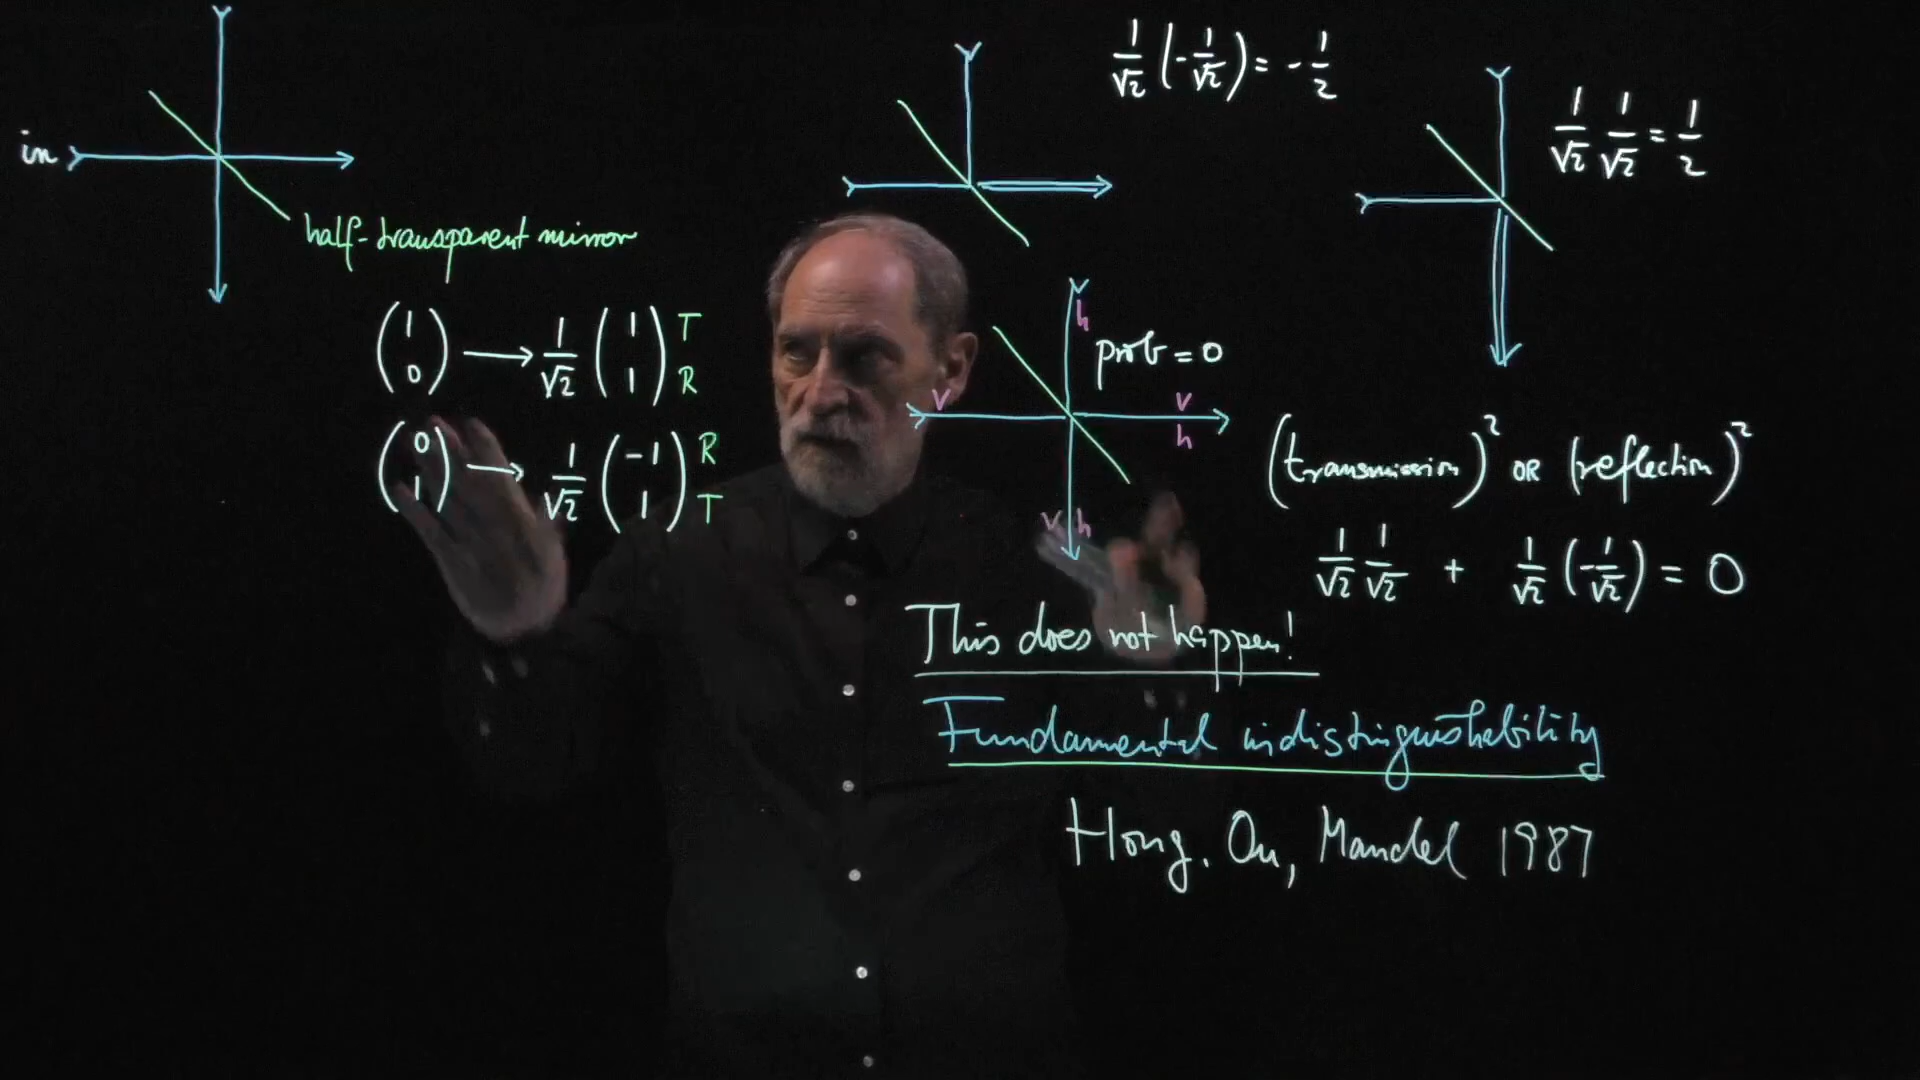 in
half-transparent mirror
(1 0) → 1/√2 (1 1) T R
(0 1) → 1/√2 (-1 1) R T
1/√2 (-1/√2) = -1/2
1/√2 1/√2 = 1/2
h
prob = 0
v v
h
v h
(transmission)² OR (reflection)²
1/√2 1/√2 + 1/√2 (-1/√2) = 0
This does not happen!
Fundamental indistinguishability
Hong. Ou, Mandel 1987